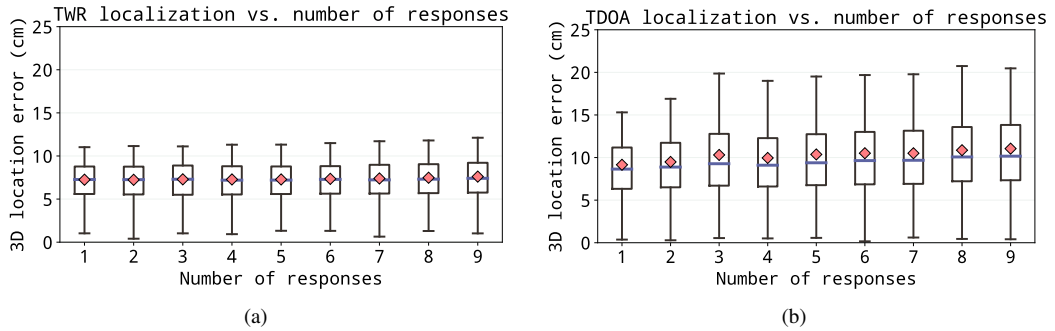 TWR localization vs. number of responses
3D location error (cm)
25
20
15
10
5
0
1 2 3 4 5 6 7 8 9
Number of responses
(a)
TDOA localization vs. number of responses
3D location error (cm)
25
20
15
10
5
0
1 2 3 4 5 6 7 8 9
Number of responses
(b)